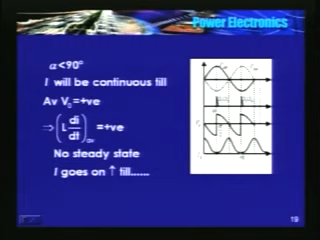 Power Electronics
α<90°
I will be continuous till
Av V₀=+ve
⇒(L di/dt) =+ve
No steady state
I goes on ↑ till......
19